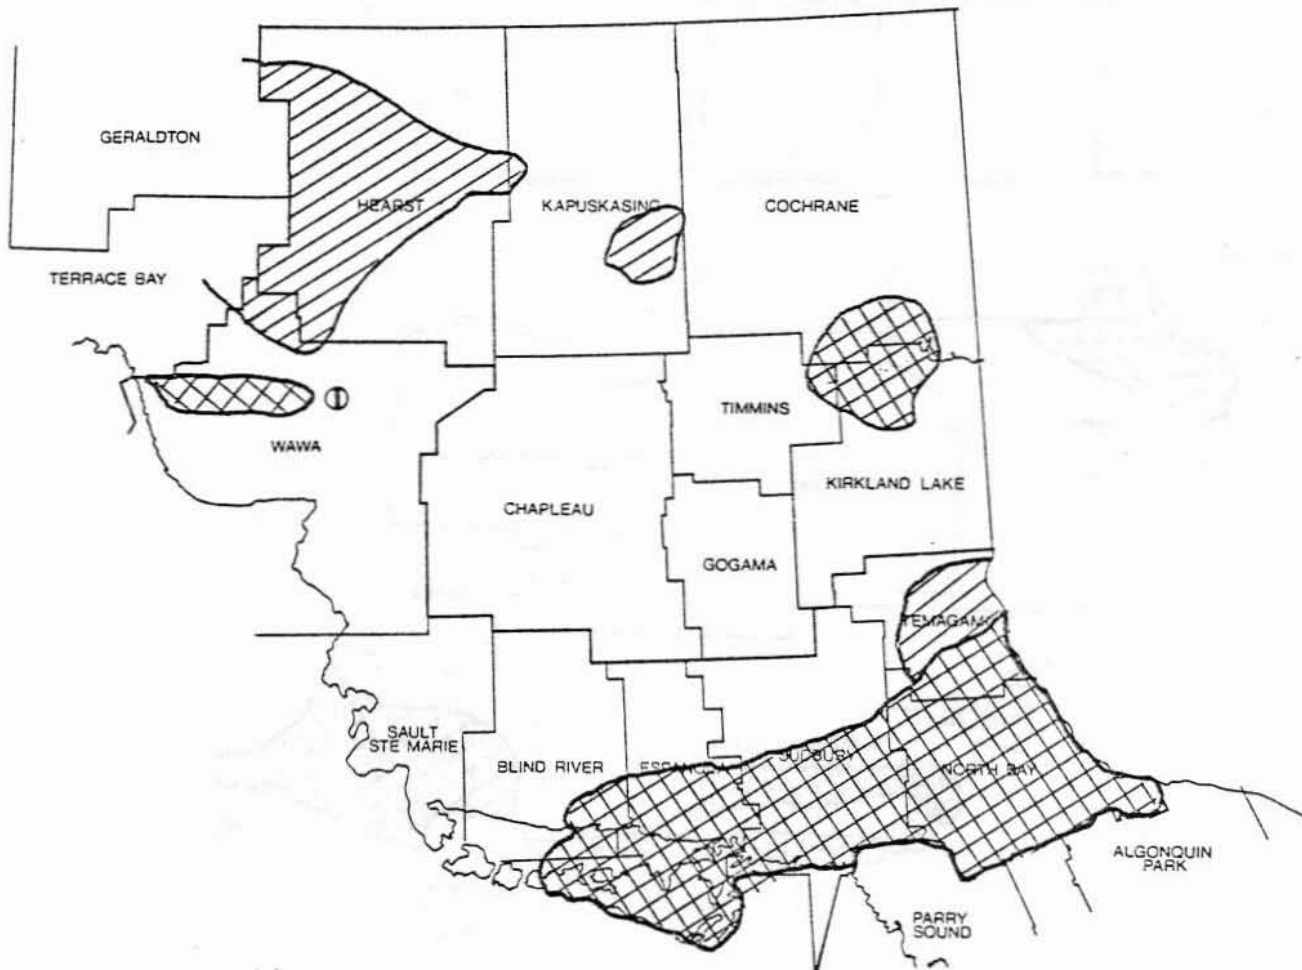 GERALDTON
HEARST
KAPUSKASING
COCHRANE
TERRACE BAY
TIMMINS
WAWA
KIRKLAND LAKE
CHAPLEAU
GOGAMA
TEMAGAMI
SAULT
STE MARIE
BLIND RIVER
ESPANOLA
SUDBURY
NORTH BAY
ALGONQUIN
PARK
PARRY
SOUND